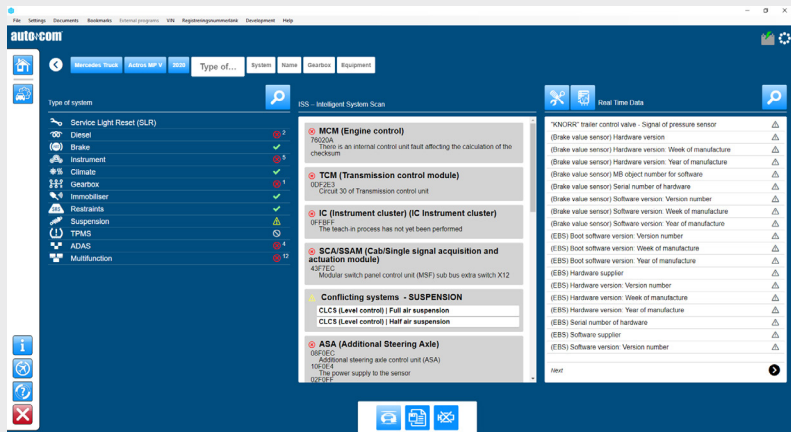 File Settings Documents Bookmarks External programs VIN Registreringsnummerlänk Development Help
auto•com
Mercedes Truck Actros MP V 2020 Type of... System Name Gearbox Equipment
Type of system
Service Light Reset (SLR)
Diesel 2
Brake
Instrument 5
Climate
Gearbox 1
Immobiliser
SRS Restraints
Suspension
TPMS
ADAS 4
Multifunction 12
ISS – Intelligent System Scan
MCM (Engine control)
76020A
There is an internal control unit fault affecting the calculation of the
checksum
TCM (Transmission control module)
0DF2E3
Circuit 30 of Transmission control unit
IC (Instrument cluster) (IC Instrument cluster)
0FFBFF
The teach-in process has not yet been performed
SCA/SSAM (Cab/Single signal acquisition and
actuation module)
43F7EC
Modular switch panel control unit (MSF) sub bus extra switch X12
Conflicting systems - SUSPENSION
CLCS (Level control) | Full air suspension
CLCS (Level control) | Half air suspension
ASA (Additional Steering Axle)
08F0EC
Additional steering axle control unit (ASA)
10F0E4
The power supply to the sensor
02F0FF
Real Time Data
"KNORR" trailer control valve - Signal of pressure sensor
(Brake value sensor) Hardware version
(Brake value sensor) Hardware version: Week of manufacture
(Brake value sensor) Hardware version: Year of manufacture
(Brake value sensor) MB object number for software
(Brake value sensor) Serial number of hardware
(Brake value sensor) Software version: Version number
(Brake value sensor) Software version: Week of manufacture
(Brake value sensor) Software version: Year of manufacture
(EBS) Boot software version: Version number
(EBS) Boot software version: Week of manufacture
(EBS) Boot software version: Year of manufacture
(EBS) Hardware supplier
(EBS) Hardware version: Version number
(EBS) Hardware version: Week of manufacture
(EBS) Hardware version: Year of manufacture
(EBS) Serial number of hardware
(EBS) Software supplier
(EBS) Software version: Version number
Next